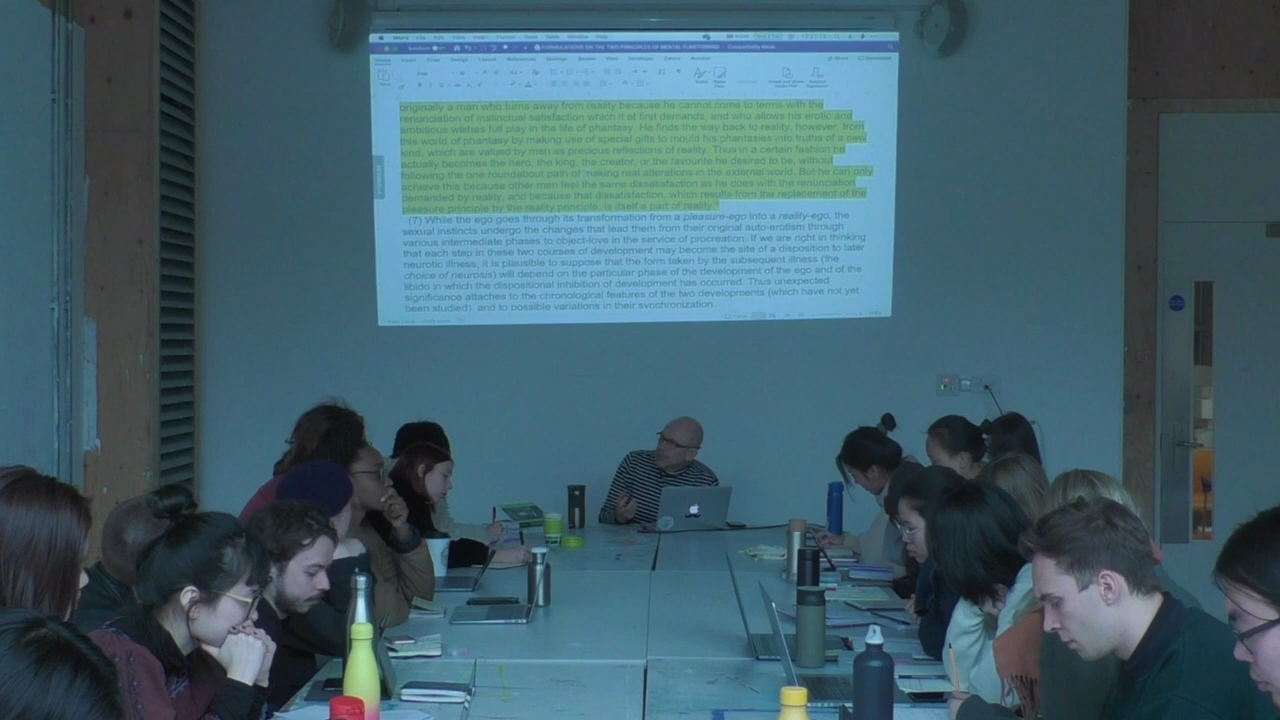 FORMULATIONS ON THE TWO PRINCIPLES OF MENTAL FUNCTIONING - Compatibility Mode
originally a man who turns away from reality because he cannot come to terms with the
renunciation of instinctual satisfaction which it at first demands, and who allows his erotic and
ambitious wishes full play in the life of phantasy. He finds the way back to reality, however, from
this world of phantasy by making use of special gifts to mould his phantasies into truths of a new
kind, which are valued by men as precious reflections of reality. Thus in a certain fashion he
actually becomes the hero, the king, the creator, or the favourite he desired to be, without
following the one roundabout path of making real alterations in the external world. But he can only
achieve this because other men feel the same dissatisfaction as he does with the renunciation
demanded by reality, and because that dissatisfaction, which results from the replacement of the
pleasure principle by the reality principle, is itself a part of reality.
(7) While the ego goes through its transformation from a pleasure-ego into a reality-ego, the
sexual instincts undergo the changes that lead them from their original auto-erotism through
various intermediate phases to object-love in the service of procreation. If we are right in thinking
that each step in these two courses of development may become the site of a disposition to later
neurotic illness, it is plausible to suppose that the form taken by the subsequent illness (the
choice of neurosis) will depend on the particular phase of the development of the ego and of the
libido in which the dispositional inhibition of development has occurred. Thus unexpected
significance attaches to the chronological features of the two developments (which have not yet
been studied), and to possible variations in their synchronization.